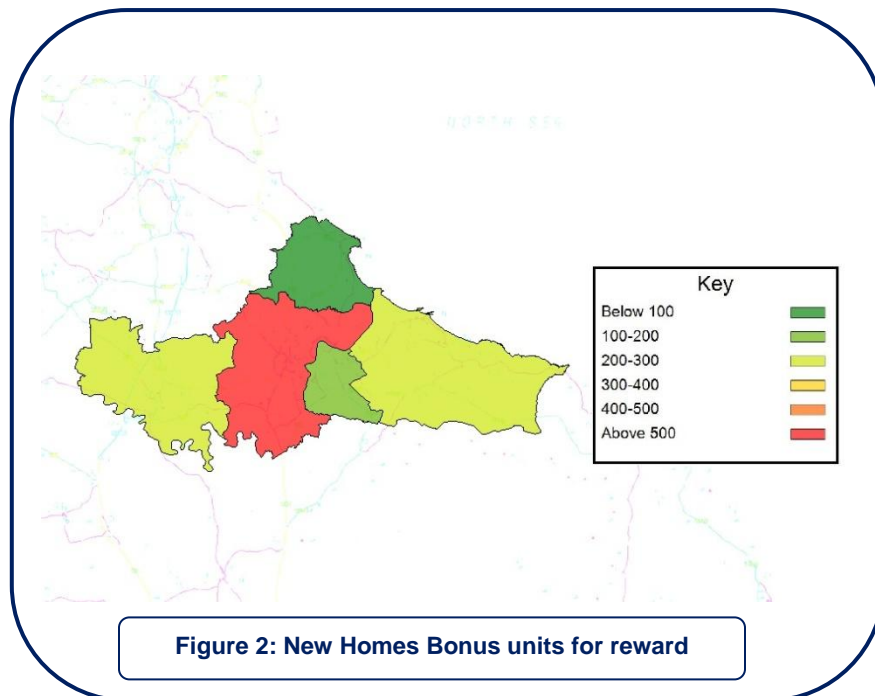 NORTH SEA
Key
Below 100
100-200
200-300
300-400
400-500
Above 500
Figure 2: New Homes Bonus units for reward